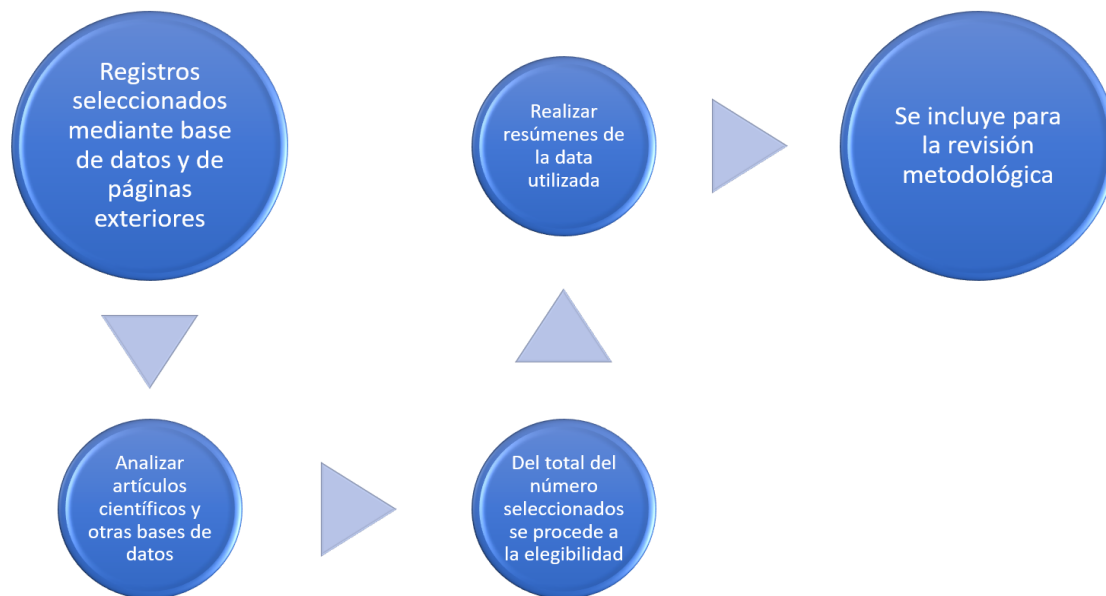 Registros
seleccionados
mediante base
de datos y de
páginas
exteriores
Analizar
artículos
científicos y
otras bases de
datos
Del total del
número
seleccionados
se procede a
la elegibilidad
Realizar
resúmenes de
la data
utilizada
Se incluye para
la revisión
metodológica